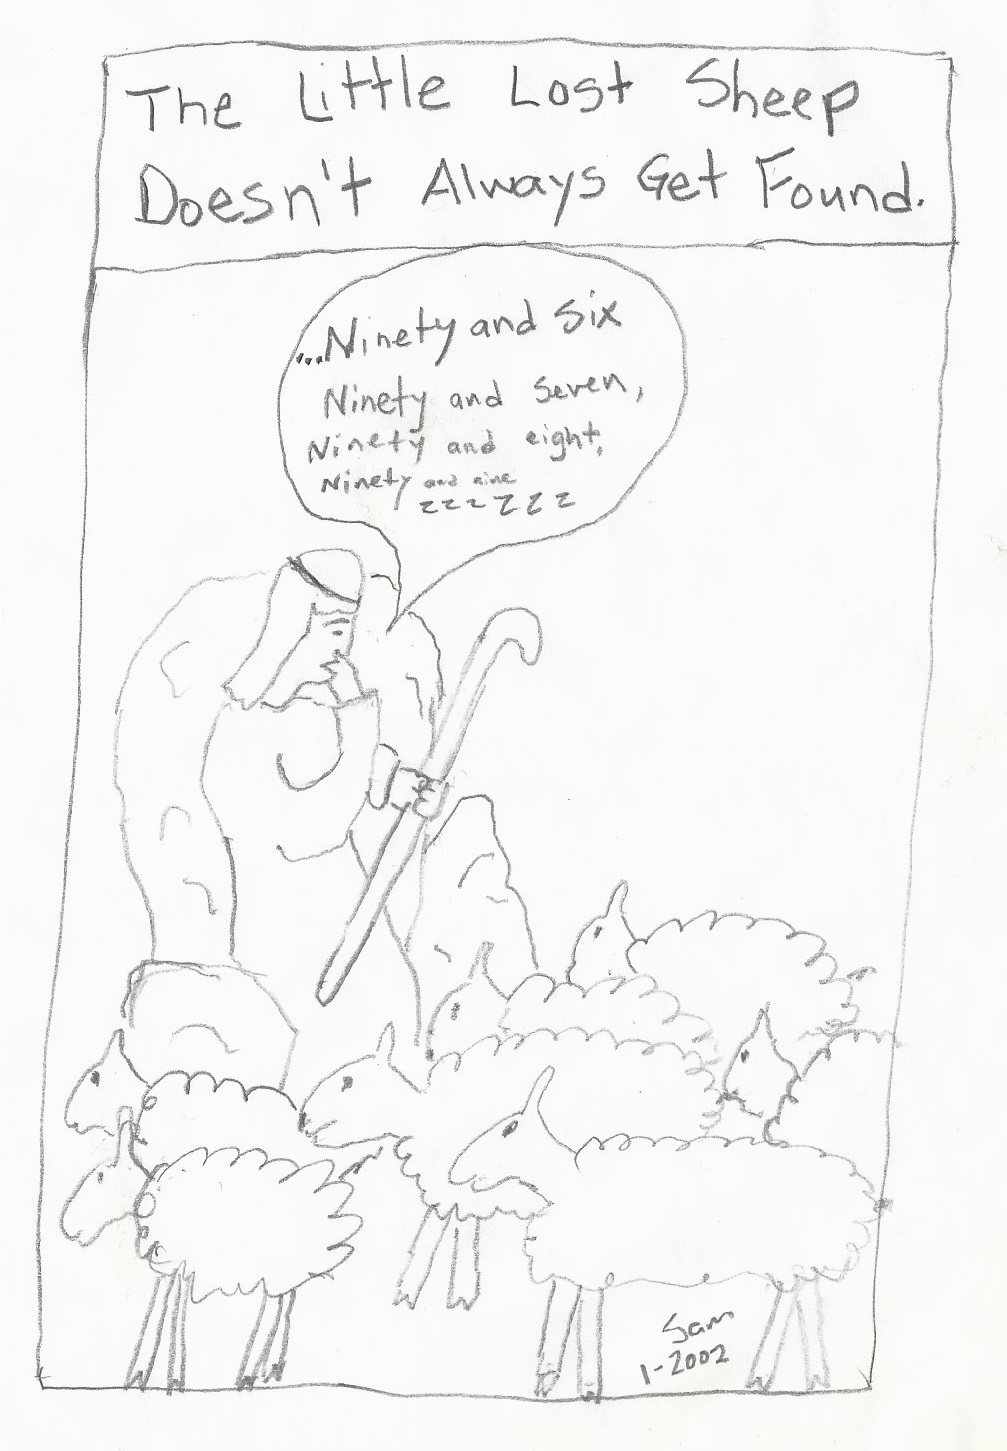 The Little Lost Sheep
Doesn't Always Get Found.
...Ninety and Six
Ninety and Seven,
Ninety and eight,
Ninety and nine
zzzzzz
Sam
1-2002